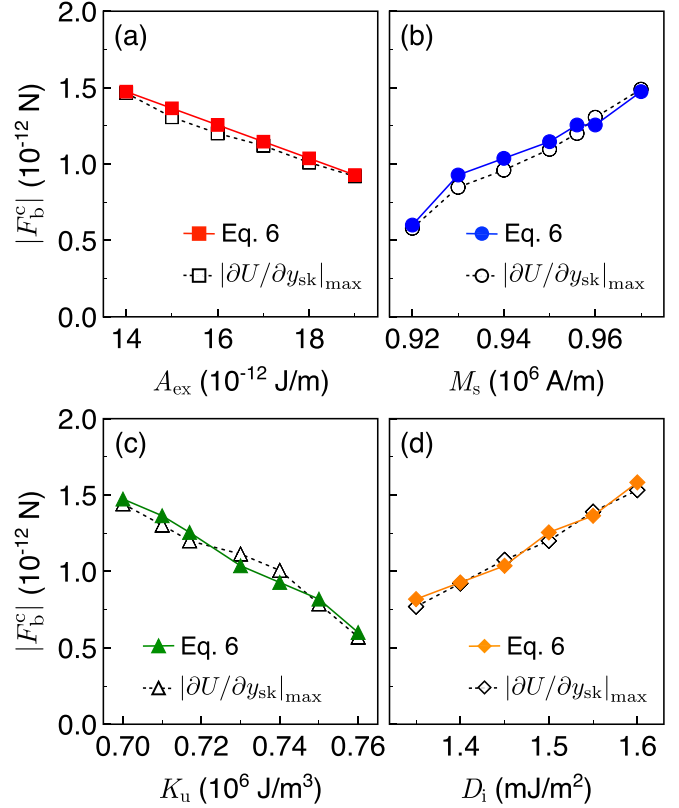 (a)
(b)
2.0
1.5
1.0
0.5
0.0
|F_b^c| (10^-12 N)
Eq. 6
|∂U/∂y_sk|_max
Eq. 6
|∂U/∂y_sk|_max
14 16 18
0.92 0.94 0.96
A_ex (10^-12 J/m)
M_s (10^6 A/m)
(c)
(d)
2.0
1.5
1.0
0.5
0.0
|F_b^c| (10^-12 N)
Eq. 6
|∂U/∂y_sk|_max
Eq. 6
|∂U/∂y_sk|_max
0.70 0.72 0.74 0.76
1.4 1.5 1.6
K_u (10^6 J/m^3)
D_i (mJ/m^2)